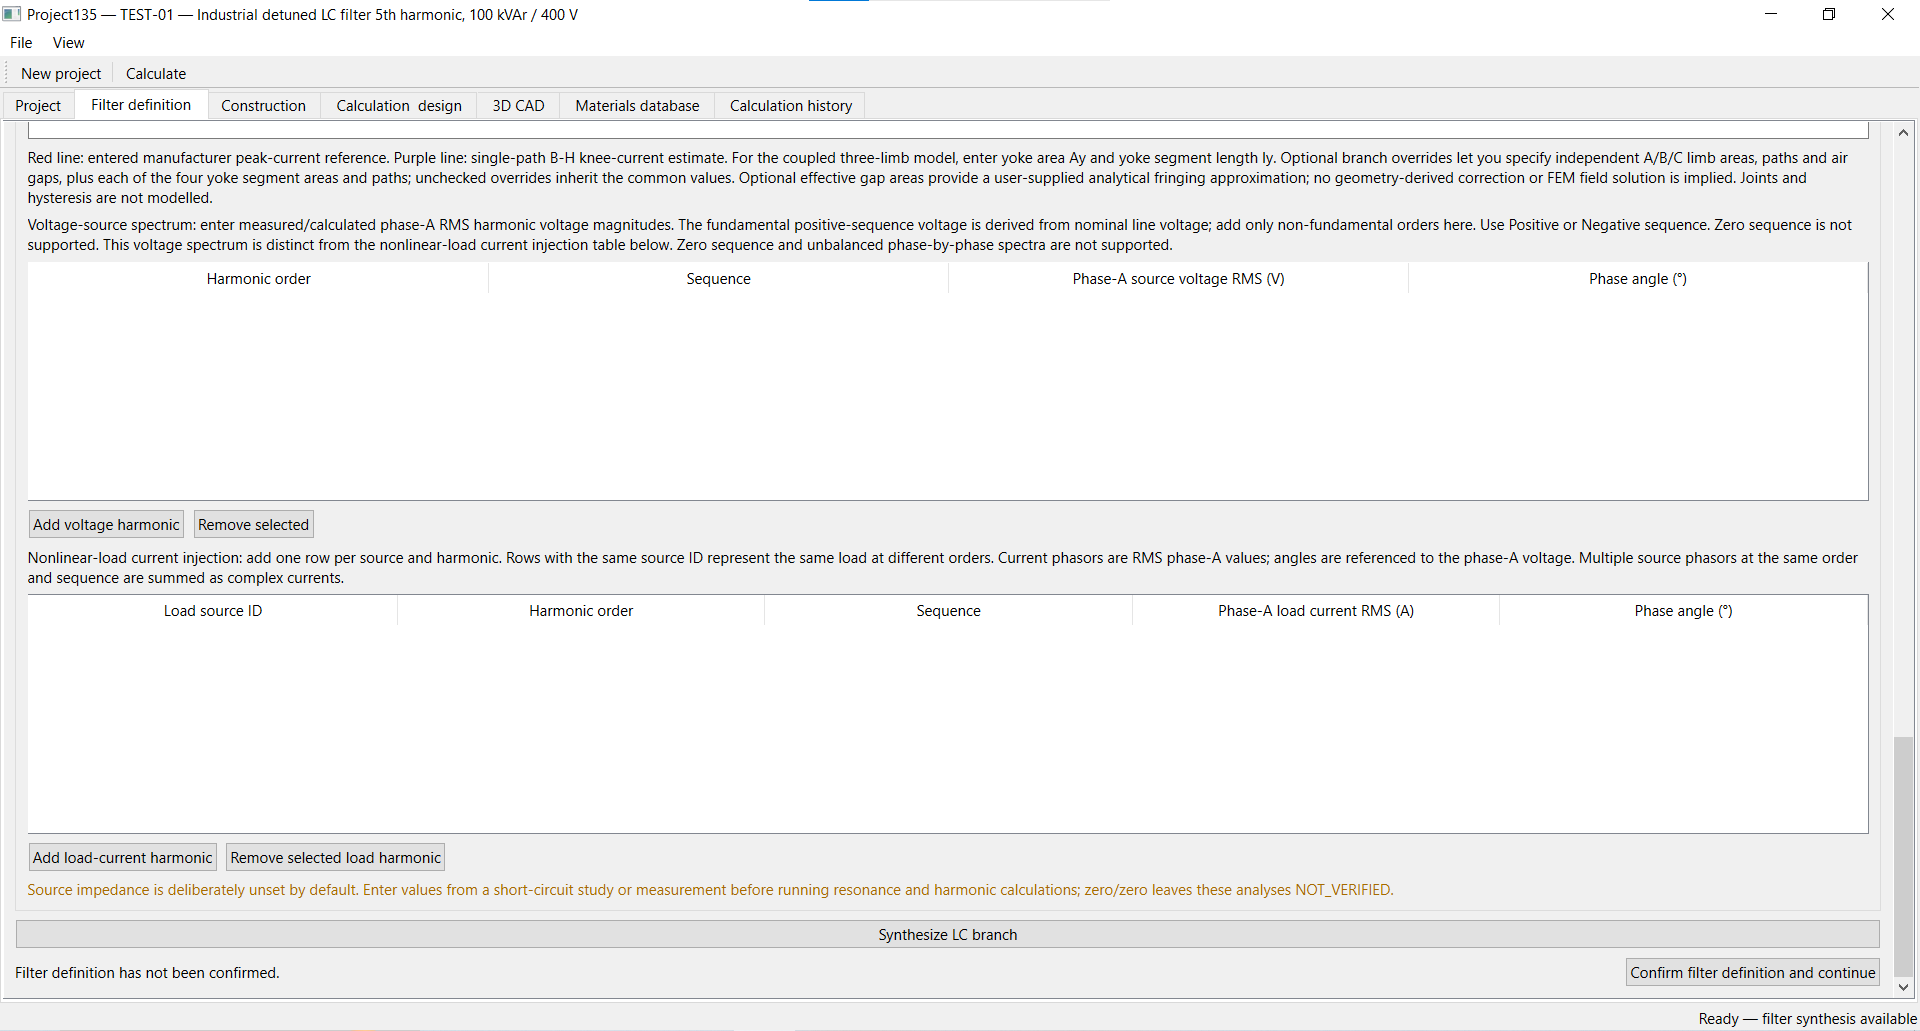 Project135 — TEST-01 — Industrial detuned LC filter 5th harmonic, 100 kVAr / 400 V
File View
New project Calculate
Project Filter definition Construction Calculation design 3D CAD Materials database Calculation history
Red line: entered manufacturer peak-current reference. Purple line: single-path B-H knee-current estimate. For the coupled three-limb model, enter yoke area Ay and yoke segment length ly. Optional branch overrides let you specify independent A/B/C limb areas, paths and air
gaps, plus each of the four yoke segment areas and paths; unchecked overrides inherit the common values. Optional effective gap areas provide a user-supplied analytical fringing approximation; no geometry-derived correction or FEM field solution is implied. Joints and
hysteresis are not modelled.
Voltage-source spectrum: enter measured/calculated phase-A RMS harmonic voltage magnitudes. The fundamental positive-sequence voltage is derived from nominal line voltage; add only non-fundamental orders here. Use Positive or Negative sequence. Zero sequence is not
supported. This voltage spectrum is distinct from the nonlinear-load current injection table below. Zero sequence and unbalanced phase-by-phase spectra are not supported.
Harmonic order Sequence Phase-A source voltage RMS (V) Phase angle (°)
Add voltage harmonic Remove selected
Nonlinear-load current injection: add one row per source and harmonic. Rows with the same source ID represent the same load at different orders. Current phasors are RMS phase-A values; angles are referenced to the phase-A voltage. Multiple source phasors at the same order
and sequence are summed as complex currents.
Load source ID Harmonic order Sequence Phase-A load current RMS (A) Phase angle (°)
Add load-current harmonic Remove selected load harmonic
Source impedance is deliberately unset by default. Enter values from a short-circuit study or measurement before running resonance and harmonic calculations; zero/zero leaves these analyses NOT_VERIFIED.
Synthesize LC branch
Filter definition has not been confirmed. Confirm filter definition and continue
Ready — filter synthesis available